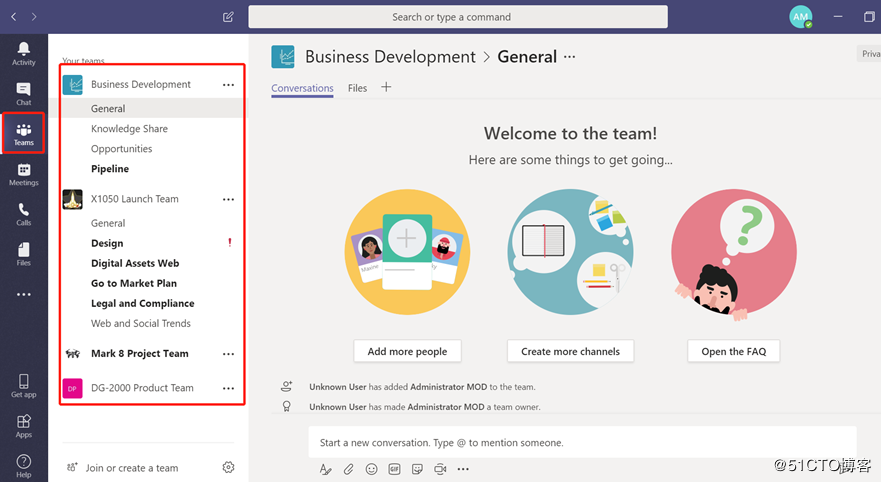 Search or type a command
AM
Activity
Chat
Teams
Meetings
Calls
Files
Get app
Apps
Help
Your teams
Business Development
General
Knowledge Share
Opportunities
Pipeline
X1050 Launch Team
General
Design
!
Digital Assets Web
Go to Market Plan
Legal and Compliance
Web and Social Trends
Mark 8 Project Team
DP
DG-2000 Product Team
Join or create a team
Business Development > General
Priva
Conversations Files
Welcome to the team!
Here are some things to get going...
Maxine
?
Add more people
Create more channels
Open the FAQ
Unknown User has added Administrator MOD to the team.
Unknown User has made Administrator MOD a team owner.
Start a new conversation. Type @ to mention someone.
GIF
@51CTO博客